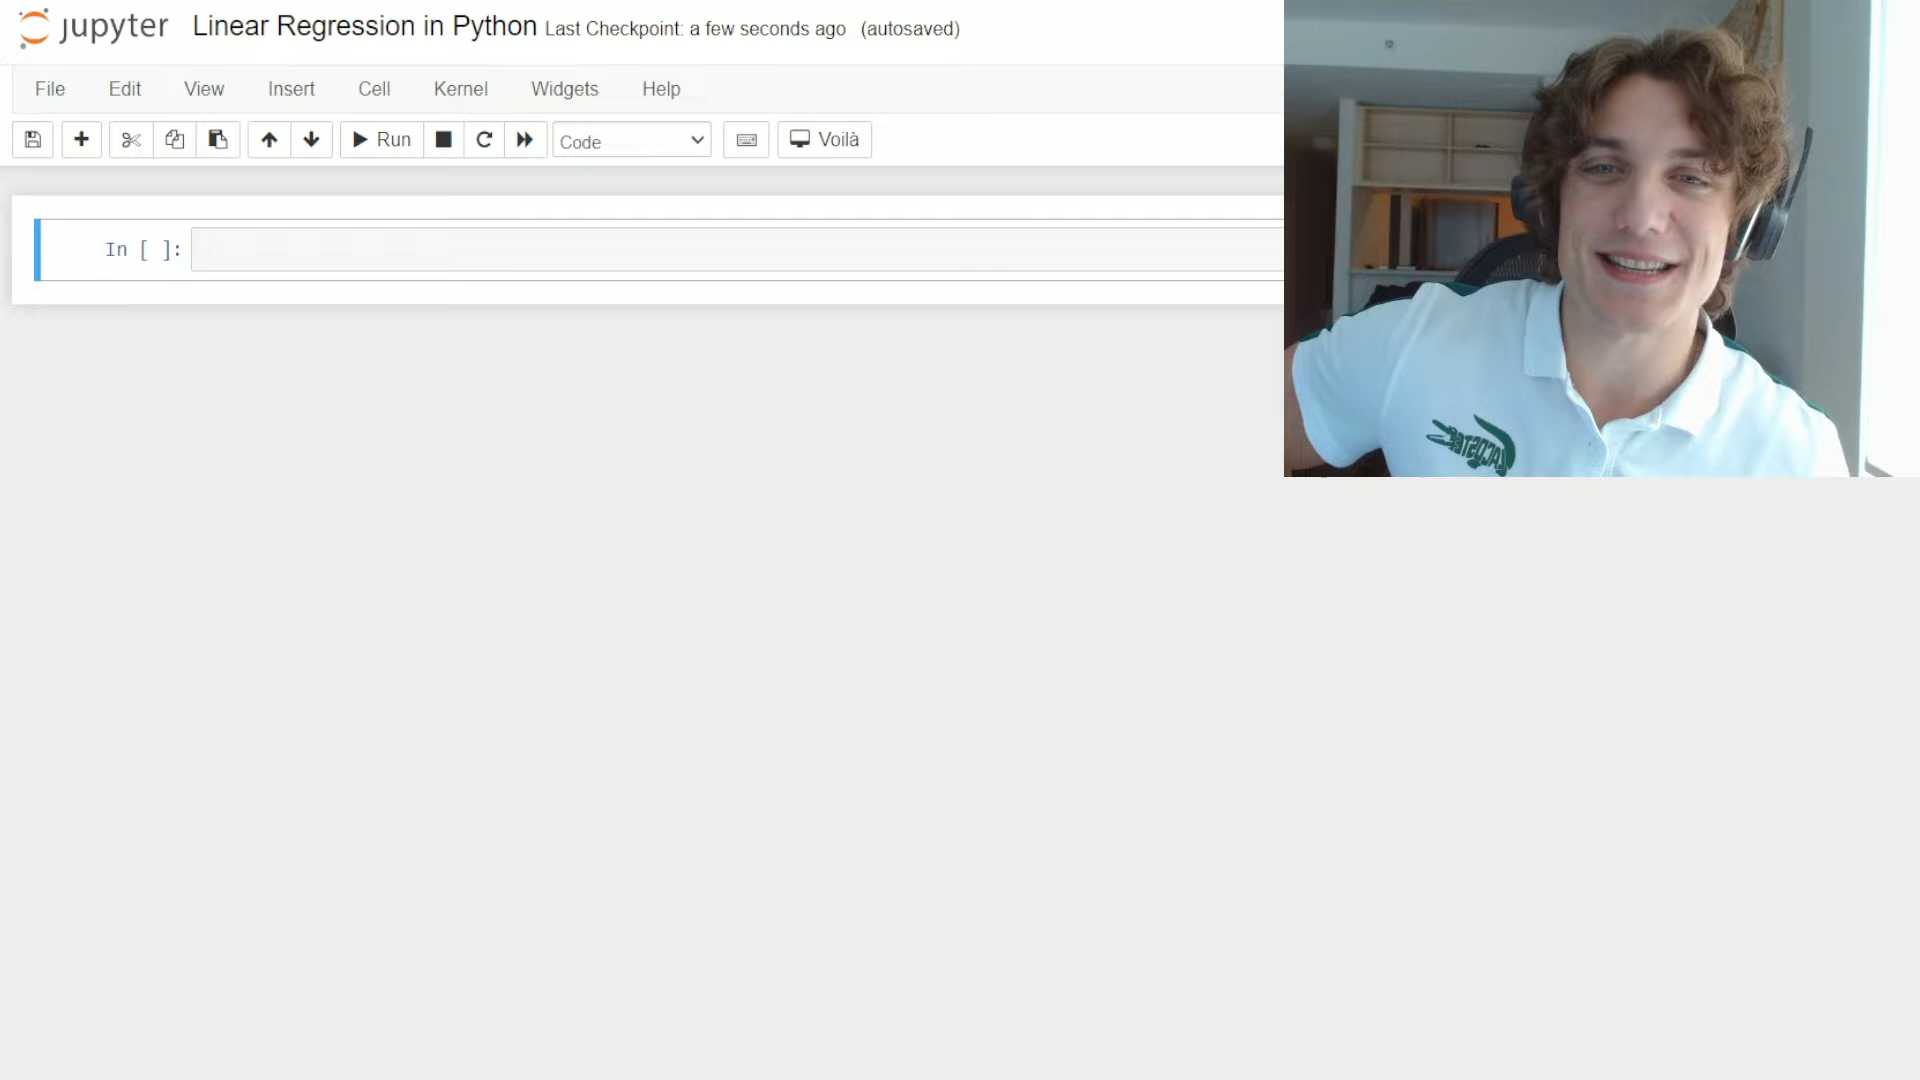 jupyter Linear Regression in Python Last Checkpoint: a few seconds ago (autosaved)
File Edit View Insert Cell Kernel Widgets Help
Run Code Voilà
In [ ]:
LACOSTE